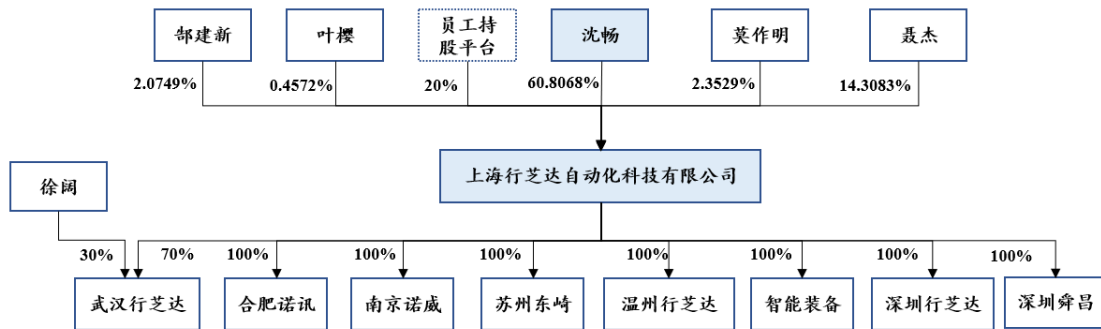 郜建新
叶樱
员工持
股平台
沈畅
莫作明
聂杰
2.0749%
0.4572%
20%
60.8068%
2.3529%
14.3083%
上海行芝达自动化科技有限公司
徐阔
30%
70%
100%
100%
100%
100%
100%
100%
100%
武汉行芝达
合肥诺讯
南京诺威
苏州东崎
温州行芝达
智能装备
深圳行芝达
深圳舜昌